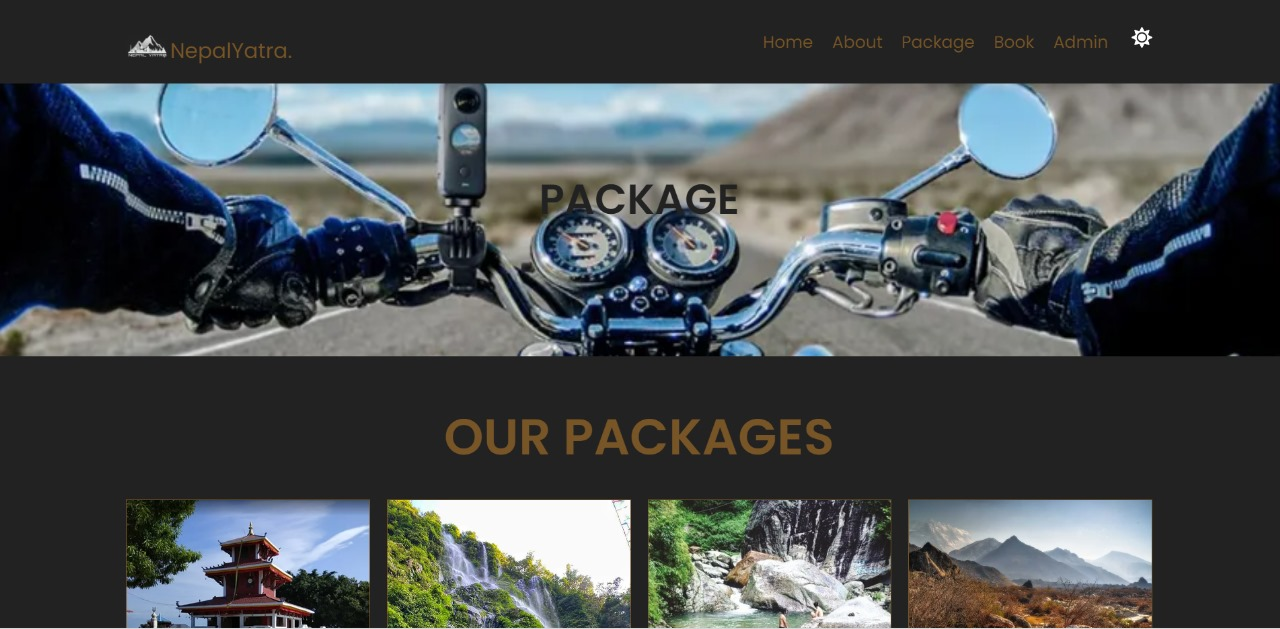 NepalYatra.
Home About Package Book Admin
PACKAGE
OUR PACKAGES